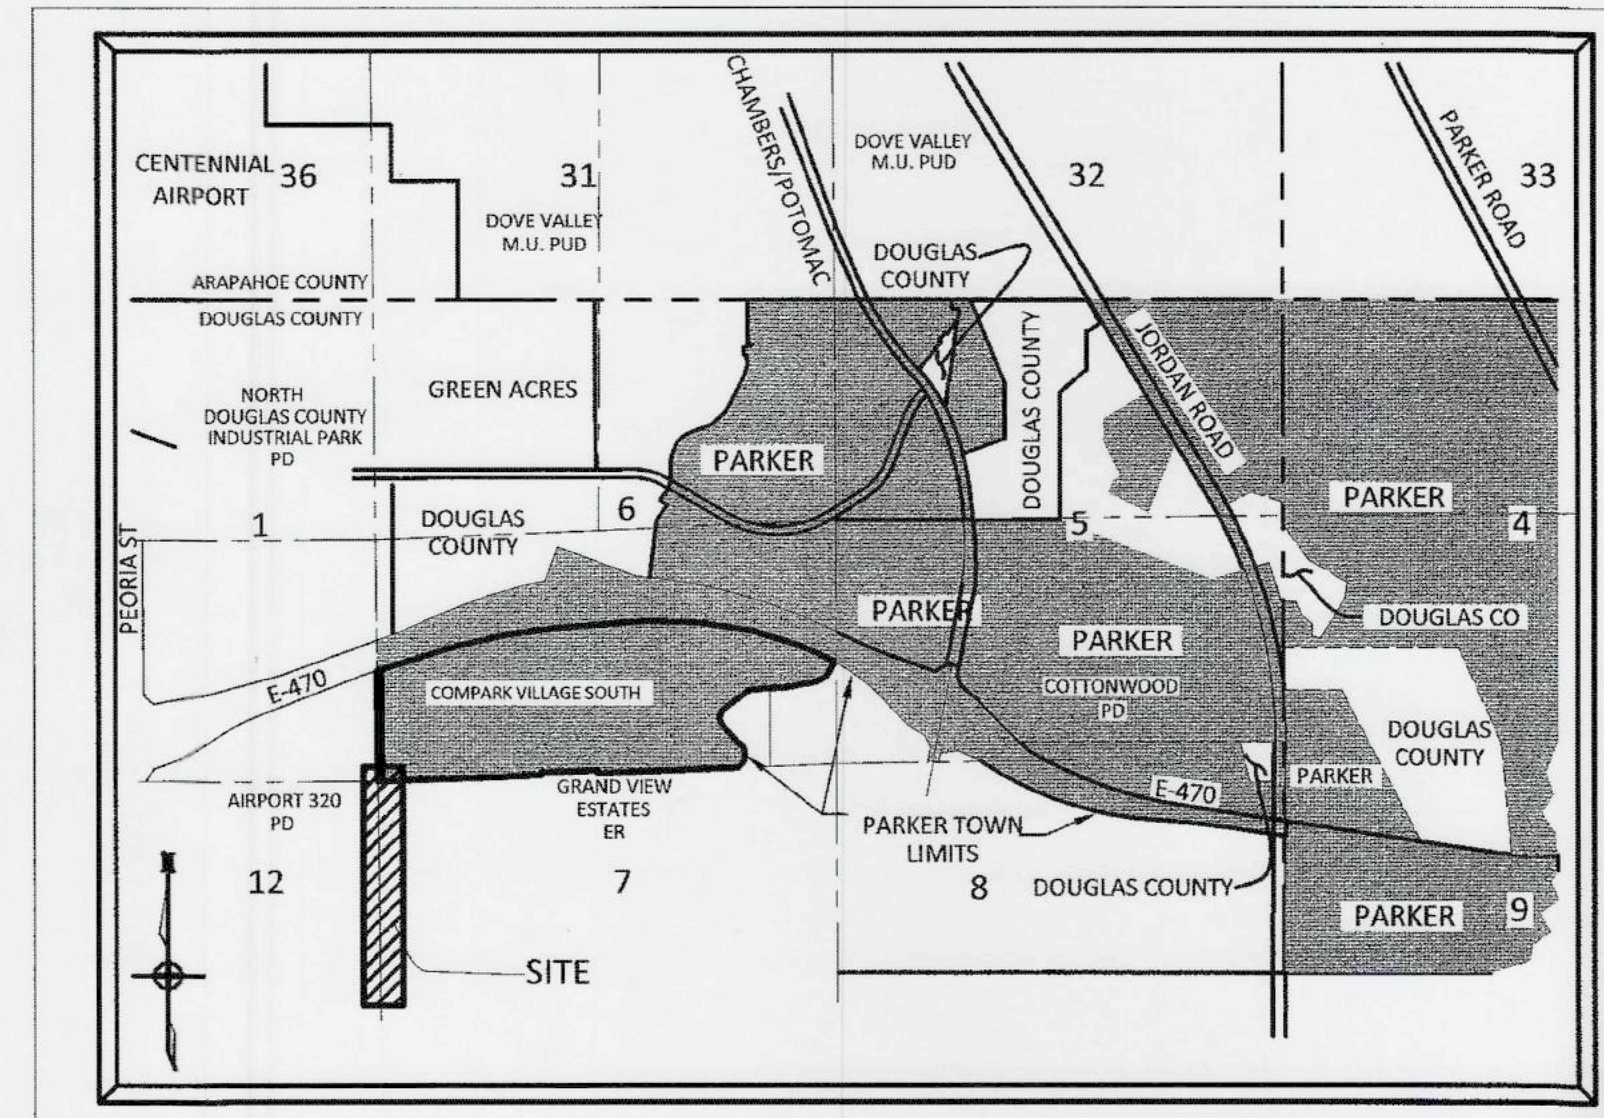 CHAMBERS/POTOMAC
PARKER ROAD
DOVE VALLEY
M.U. PUD
CENTENNIAL
AIRPORT
36
31
32
33
DOVE VALLEY
M.U. PUD
DOUGLAS
COUNTY
ARAPAHOE COUNTY
DOUGLAS COUNTY
JORDAN ROAD
DOUGLAS COUNTY
GREEN ACRES
NORTH
DOUGLAS COUNTY
INDUSTRIAL PARK
PD
PARKER
PARKER
6
1
DOUGLAS
COUNTY
5
4
PEORIA ST
PARKER
DOUGLAS CO
PARKER
E-470
COMPARK VILLAGE SOUTH
COTTONWOOD
PD
DOUGLAS
COUNTY
PARKER
E-470
GRAND VIEW
ESTATES
ER
AIRPORT 320
PD
PARKER TOWN
LIMITS
N
12
7
8
DOUGLAS COUNTY
PARKER
9
SITE